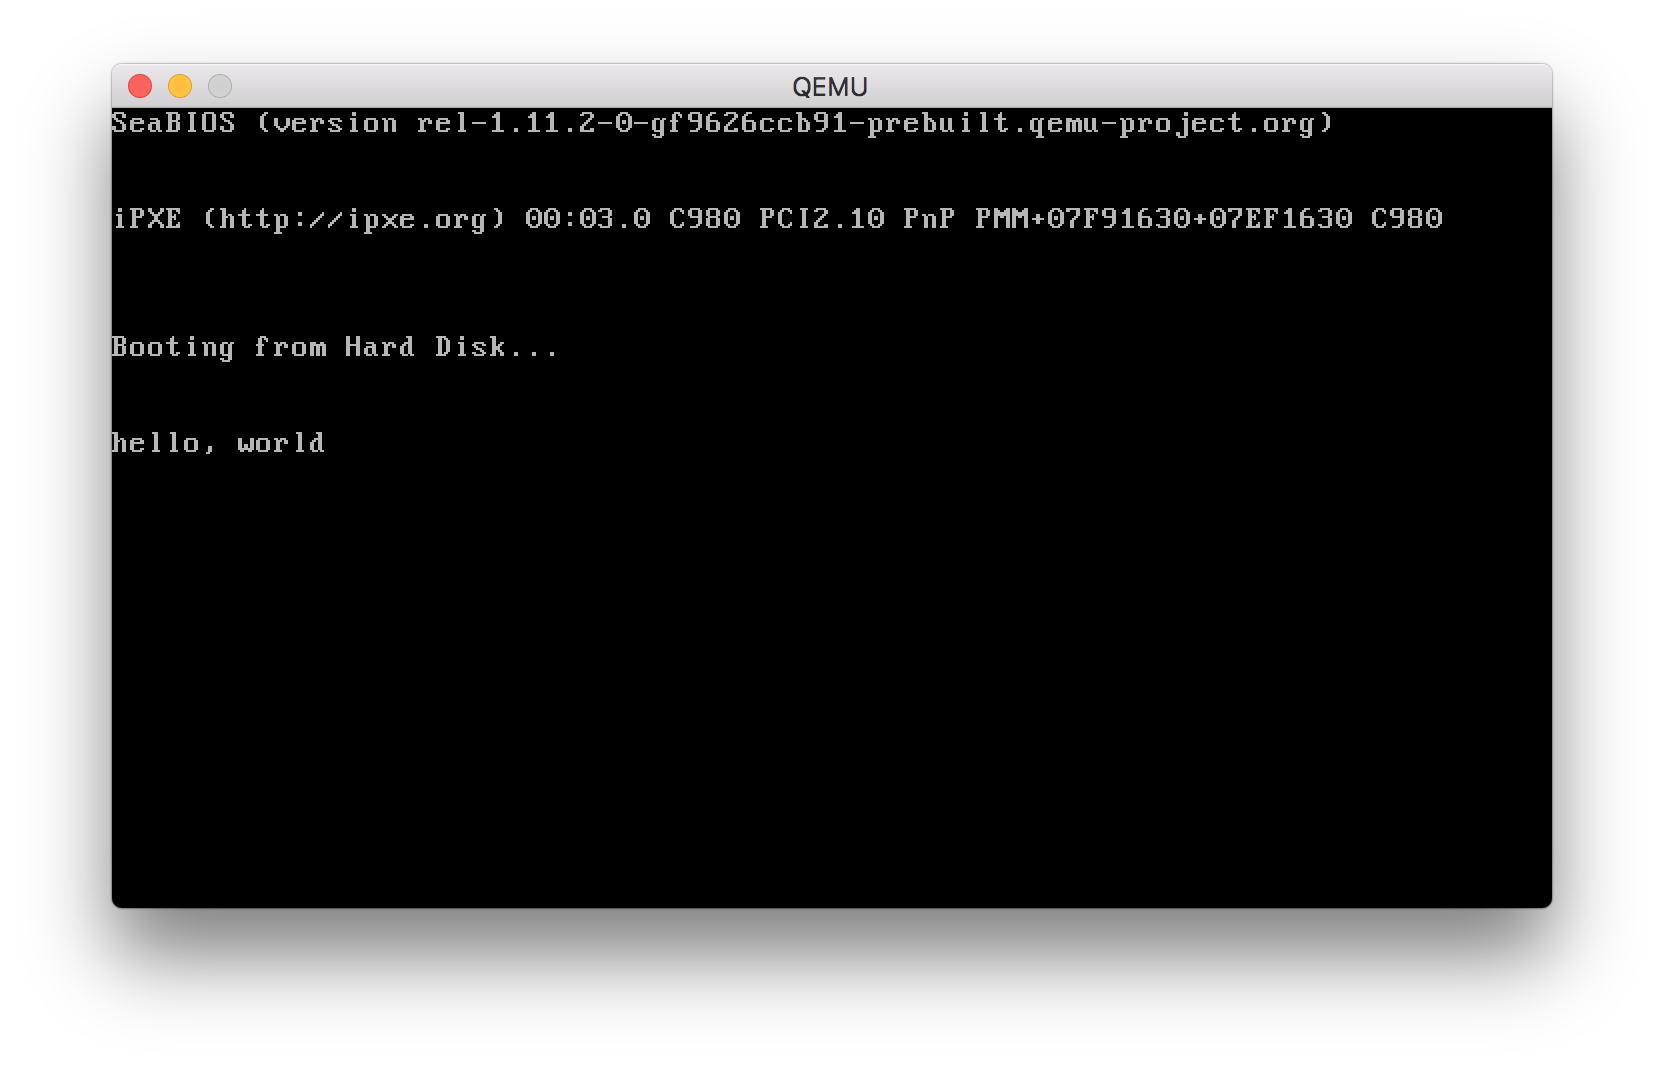 QEMU
SeaBIOS (version rel-1.11.2-0-gf9626ccb91-prebuilt.qemu-project.org)
iPXE (http://ipxe.org) 00:03.0 C980 PCI2.10 PnP PMM+07F91630+07EF1630 C980
Booting from Hard Disk...
hello, world